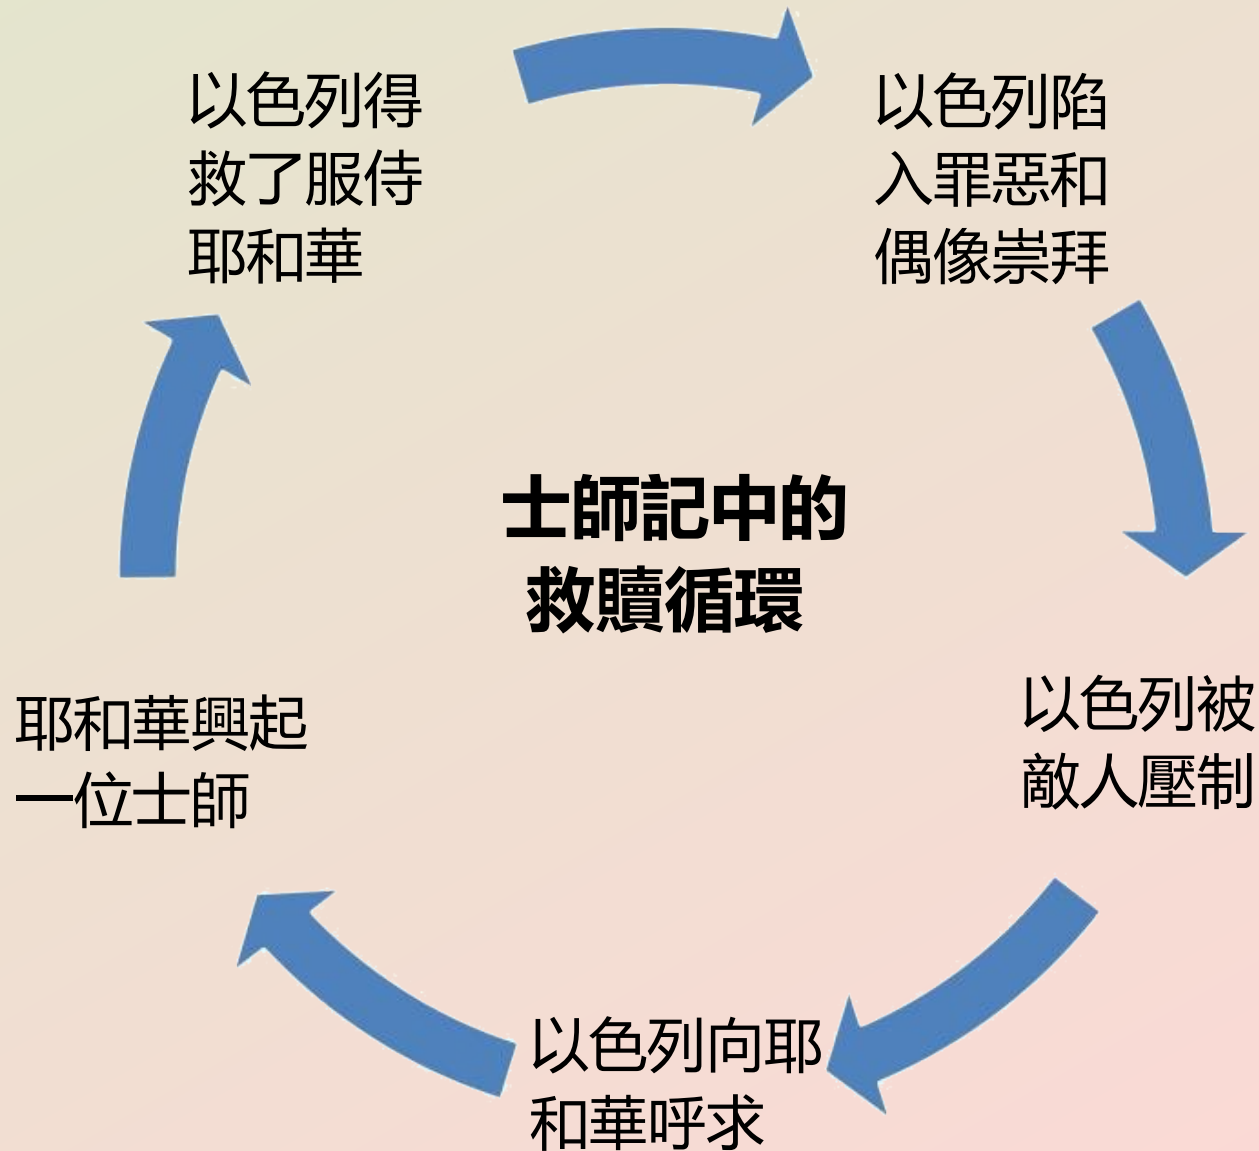 以色列得
救了服侍
耶和華
以色列陷
入罪惡和
偶像崇拜
士師記中的
救贖循環
以色列被
敵人壓制
耶和華興起
一位士師
以色列向耶
和華呼求